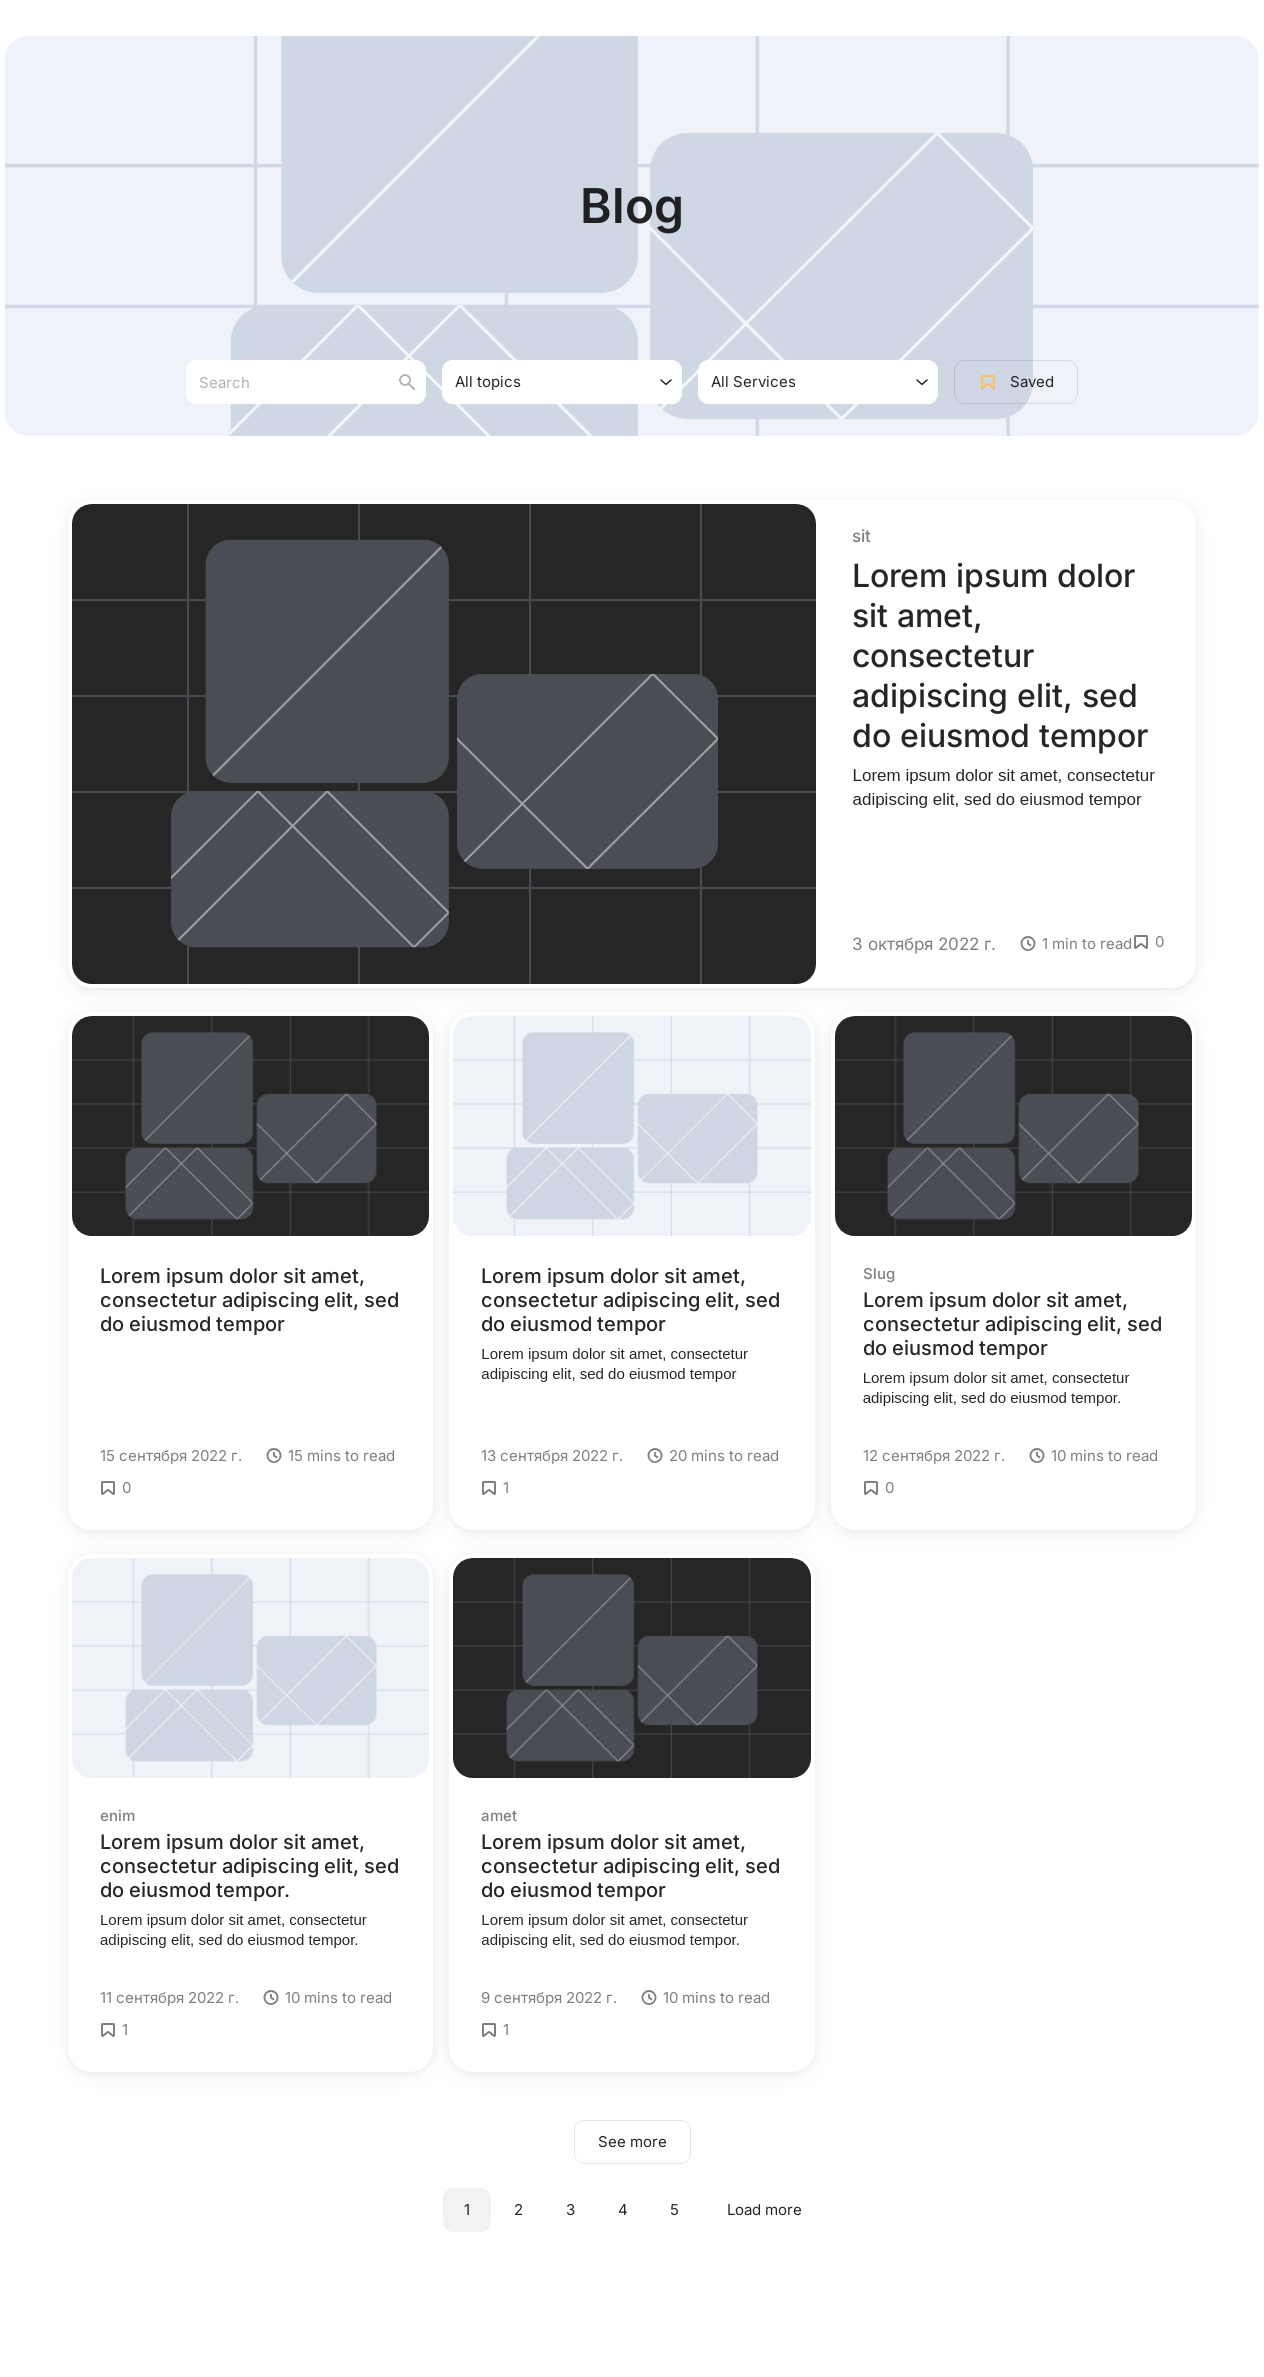 Blog
Search
All topics
All Services
Saved
sit
Lorem ipsum dolor
sit amet,
consectetur
adipiscing elit, sed
do eiusmod tempor
Lorem ipsum dolor sit amet, consectetur
adipiscing elit, sed do eiusmod tempor
3 октября 2022 г.
1 min to read
0
Lorem ipsum dolor sit amet,
consectetur adipiscing elit, sed
do eiusmod tempor
15 сентября 2022 г.
15 mins to read
0
Lorem ipsum dolor sit amet,
consectetur adipiscing elit, sed
do eiusmod tempor
Lorem ipsum dolor sit amet, consectetur
adipiscing elit, sed do eiusmod tempor
13 сентября 2022 г.
20 mins to read
1
Slug
Lorem ipsum dolor sit amet,
consectetur adipiscing elit, sed
do eiusmod tempor
Lorem ipsum dolor sit amet, consectetur
adipiscing elit, sed do eiusmod tempor.
12 сентября 2022 г.
10 mins to read
0
enim
Lorem ipsum dolor sit amet,
consectetur adipiscing elit, sed
do eiusmod tempor.
Lorem ipsum dolor sit amet, consectetur
adipiscing elit, sed do eiusmod tempor.
11 сентября 2022 г.
10 mins to read
1
amet
Lorem ipsum dolor sit amet,
consectetur adipiscing elit, sed
do eiusmod tempor
Lorem ipsum dolor sit amet, consectetur
adipiscing elit, sed do eiusmod tempor.
9 сентября 2022 г.
10 mins to read
1
See more
1
2
3
4
5
Load more